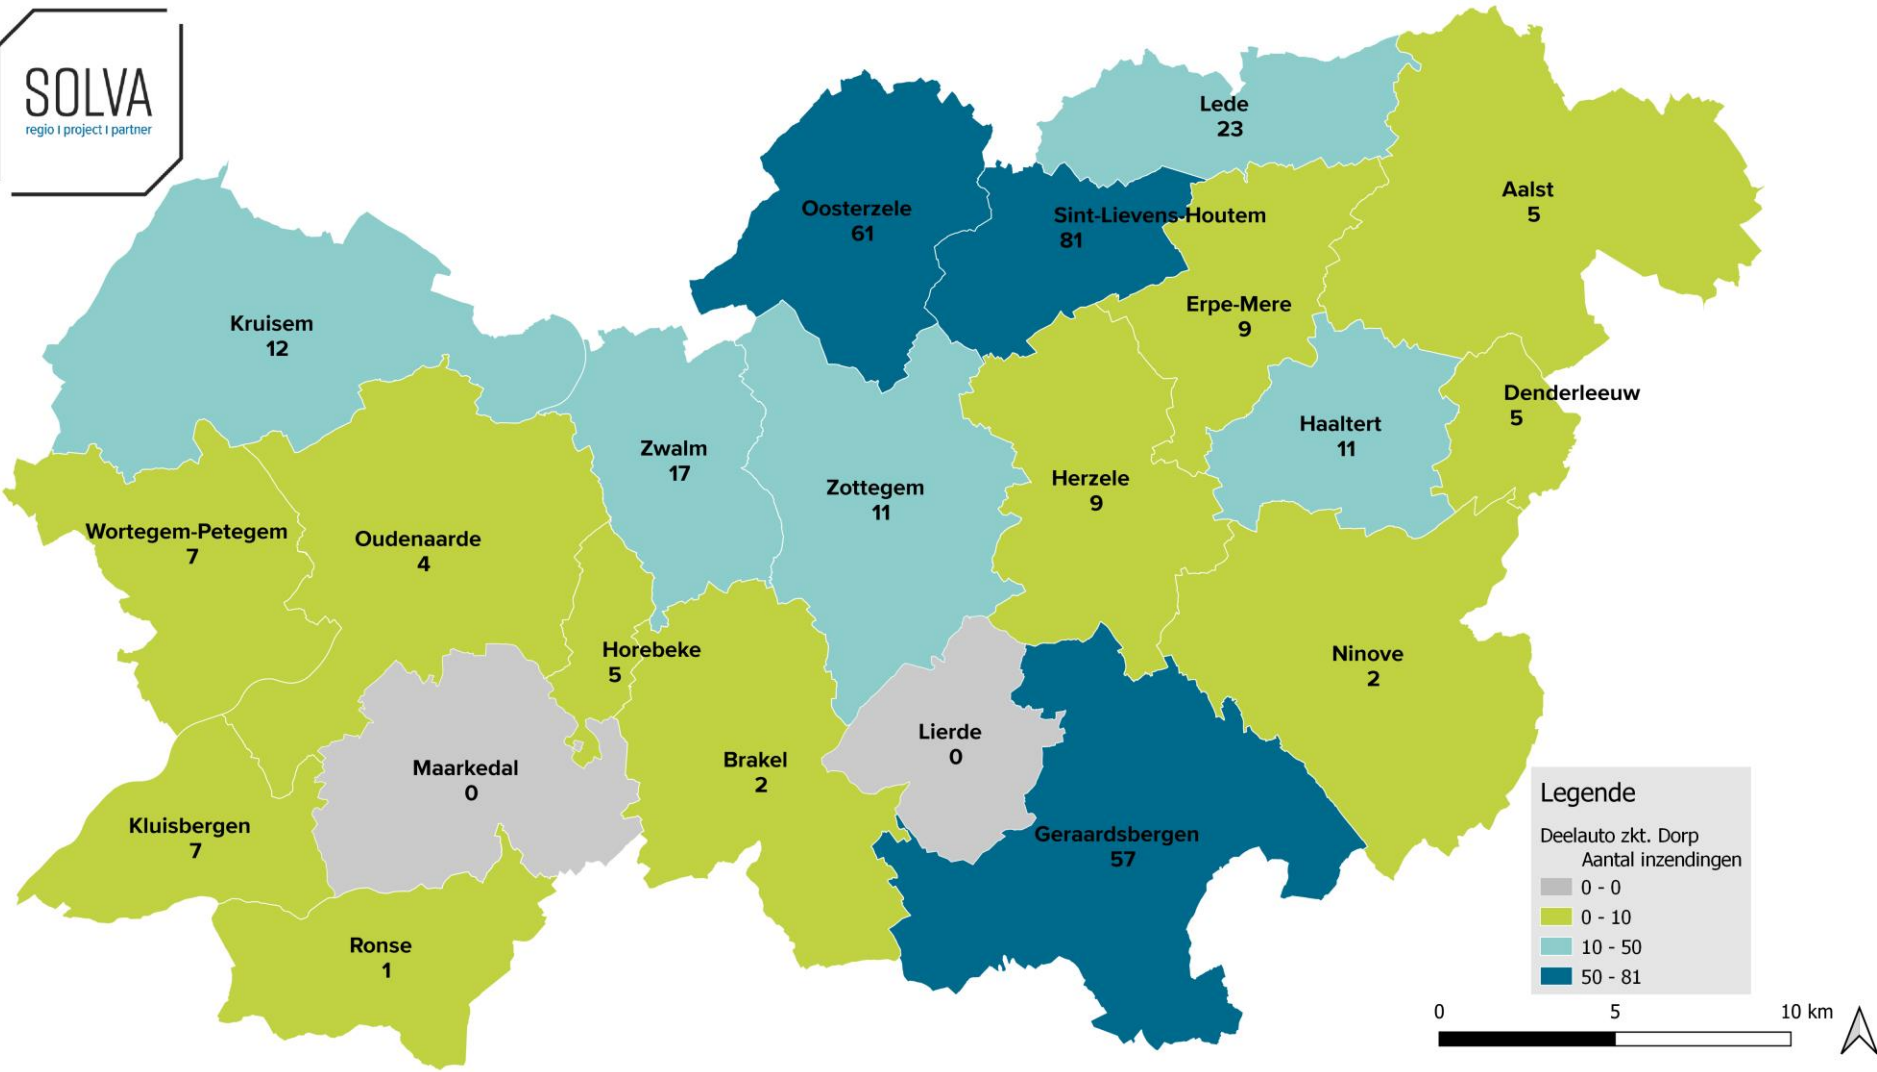 SOLVA
regio I project I partner
Lede
23
Aalst
5
Oosterzele
61
Sint-Lievens-Houtem
81
Kruisem
12
Erpe-Mere
9
Denderleeuw
5
Haaltert
11
Zwalm
17
Zottegem
11
Herzele
9
Wortegem-Petegem
7
Oudenaarde
4
Horebeke
5
Ninove
2
Lierde
0
Maarkedal
0
Brakel
2
Kluisbergen
7
Geraardsbergen
57
Ronse
1
Legende
Deelauto zkt. Dorp
Aantal inzendingen
0 - 0
0 - 10
10 - 50
50 - 81
0 5 10 km